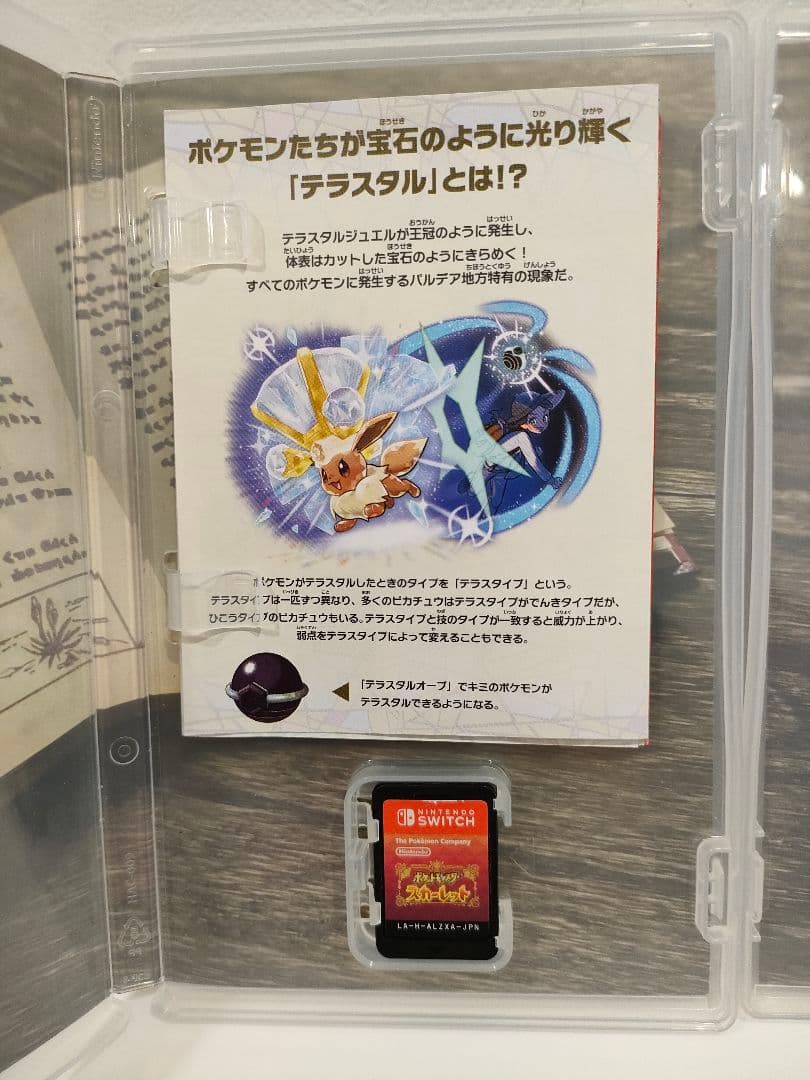 ポケモンたちが宝石のように光り輝く
「テラスタル」とは!?
テラスタルジュエルが王冠のように発生し、
体表はカットした宝石のようにきらめく！
すべてのポケモンに発生するパルデア地方特有の現象だ。
ポケモンがテラスタルしたときのタイプを「テラスタイプ」という。
テラスタイプは一匹ずつ異なり、多くのピカチュウはテラスタイプがでんきタイプだが、
ひこうタイプのピカチュウもいる。テラスタイプと技のタイプが一致すると威力が上がり、
弱点をテラスタイプによって変えることもできる。
「テラスタルオーブ」でキミのポケモンが
テラスタルできるようになる。
Nintendo
NINTENDO
SWITCH
The Pokémon Company
Nintendo
ポケットモンスター
スカーレット
LA-H-ALZXA-JPN